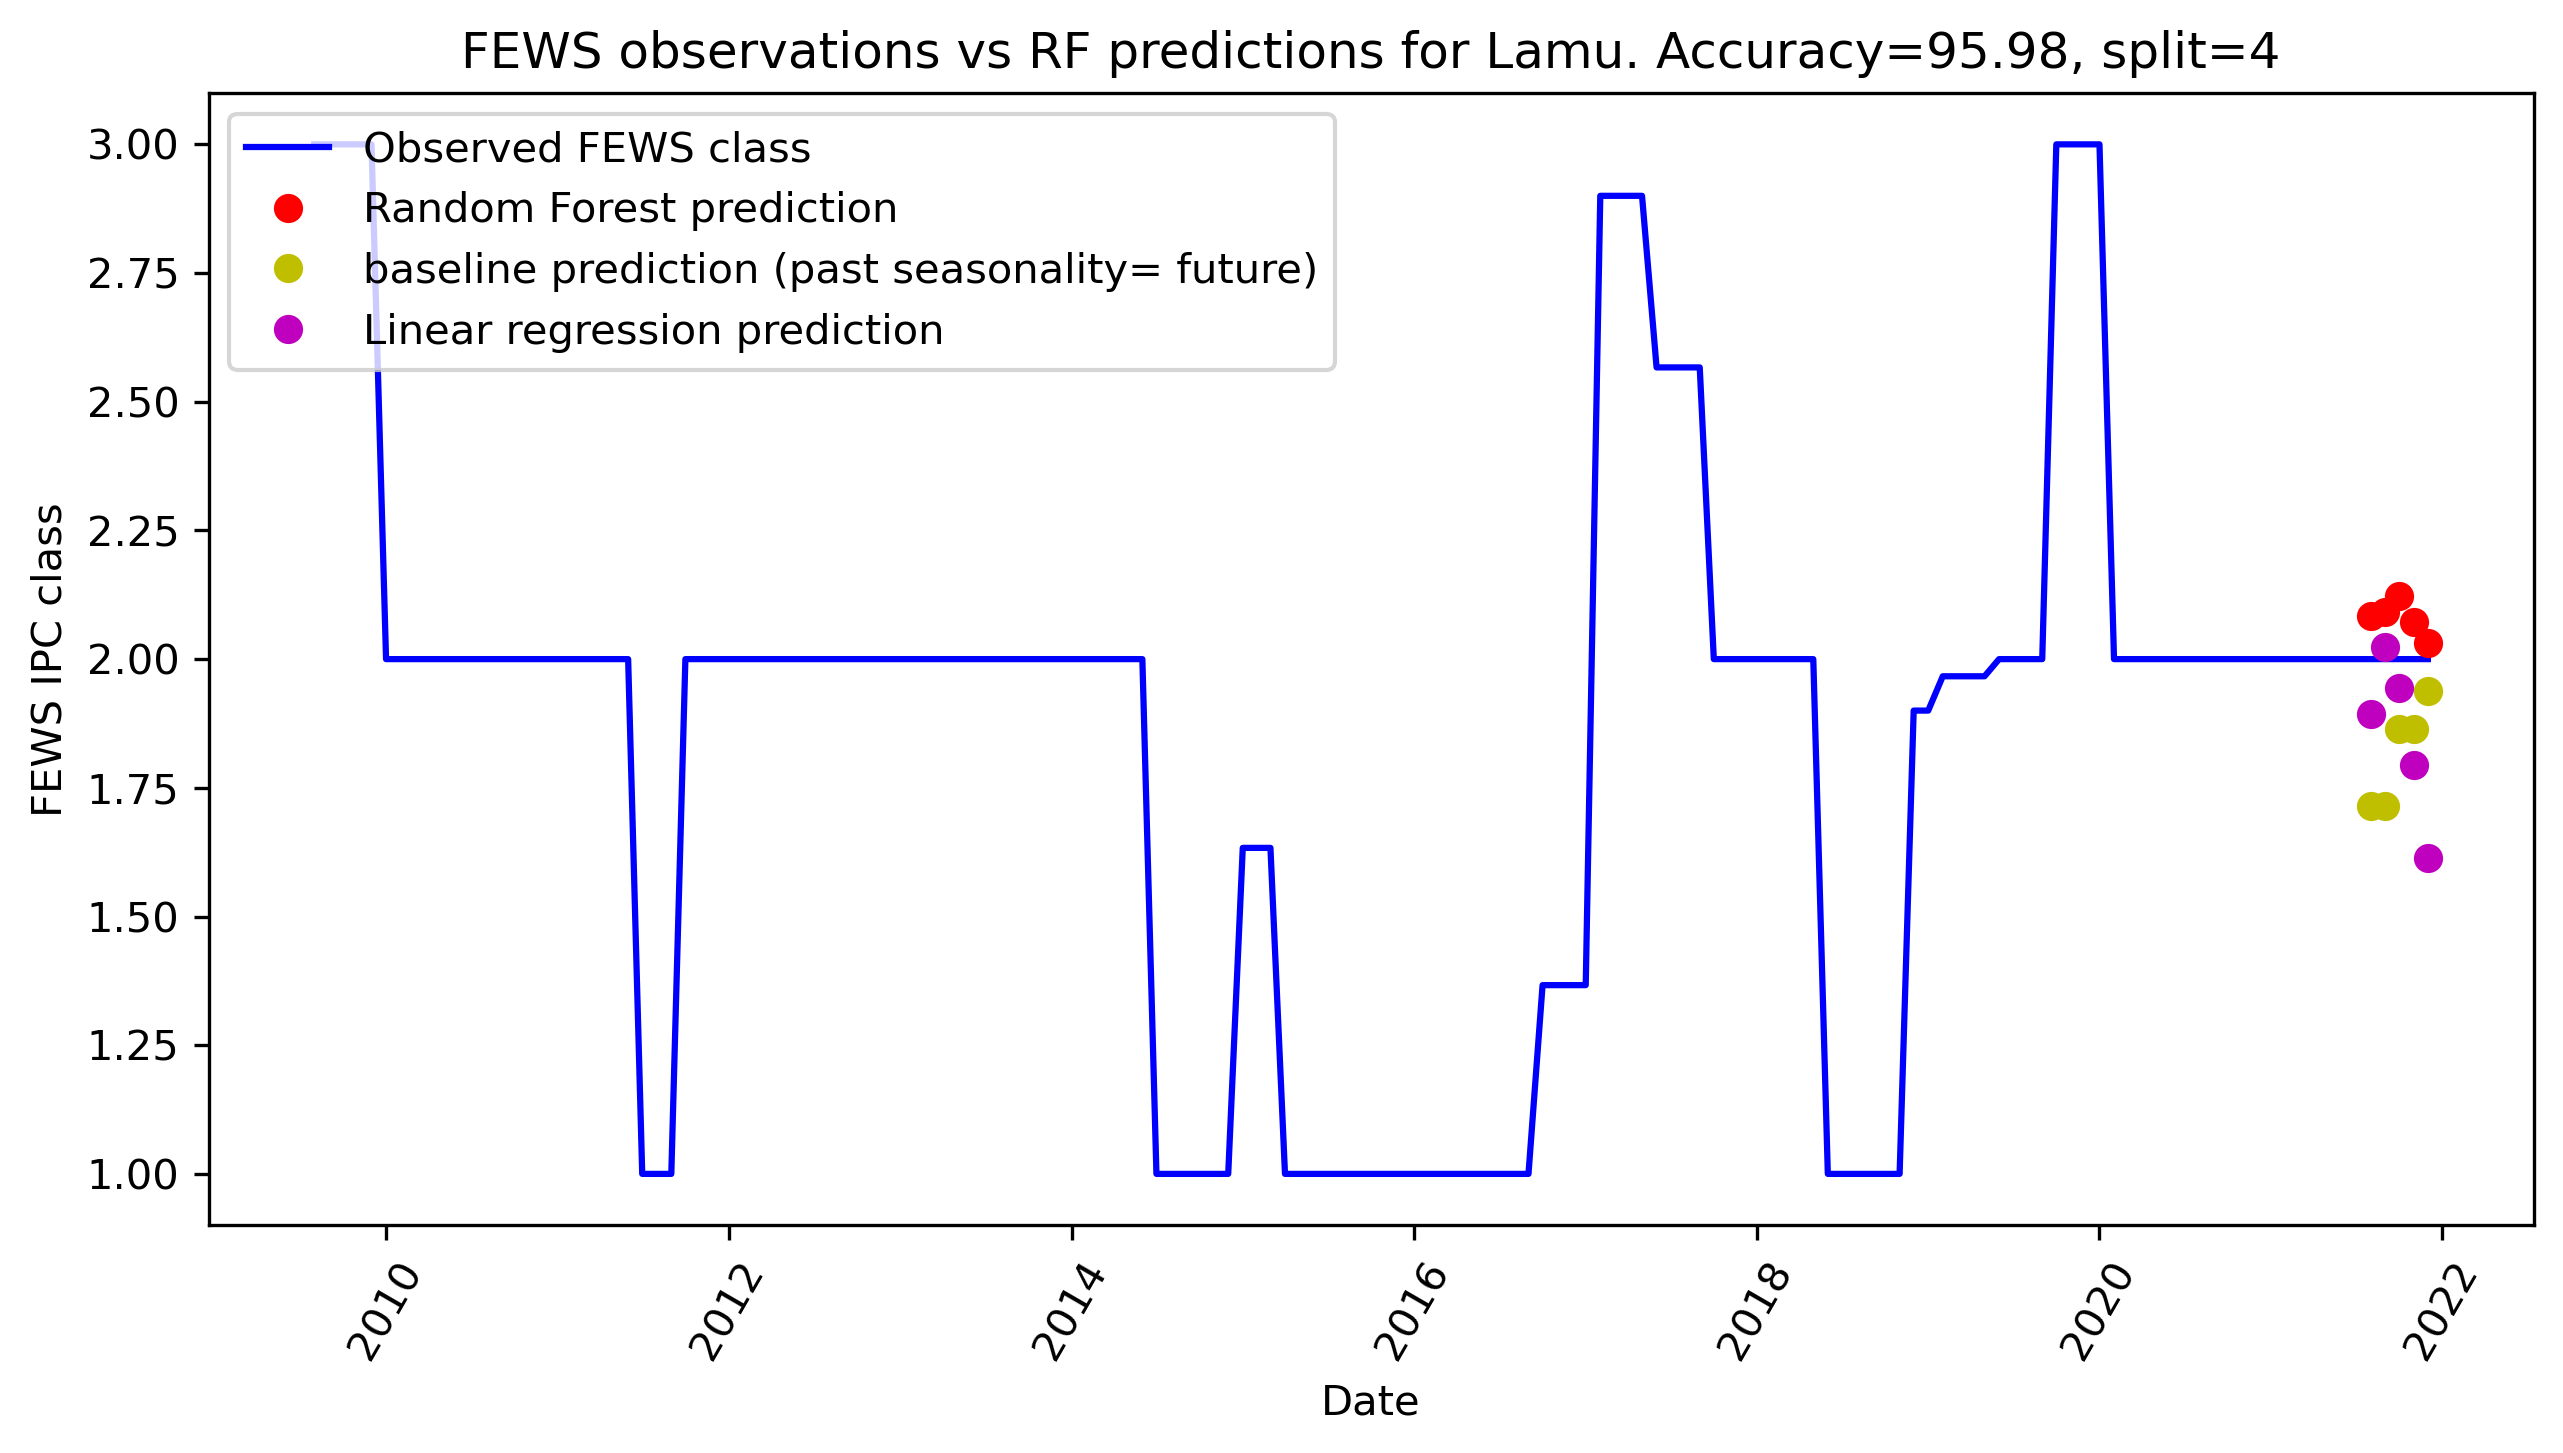 FEWS observations vs RF predictions for Lamu. Accuracy=95.98, split=4
Observed FEWS class
Random Forest prediction
baseline prediction (past seasonality= future)
Linear regression prediction
FEWS IPC class
3.00
2.75
2.50
2.25
2.00
1.75
1.50
1.25
1.00
2010
2012
2014
2016
2018
2020
2022
Date